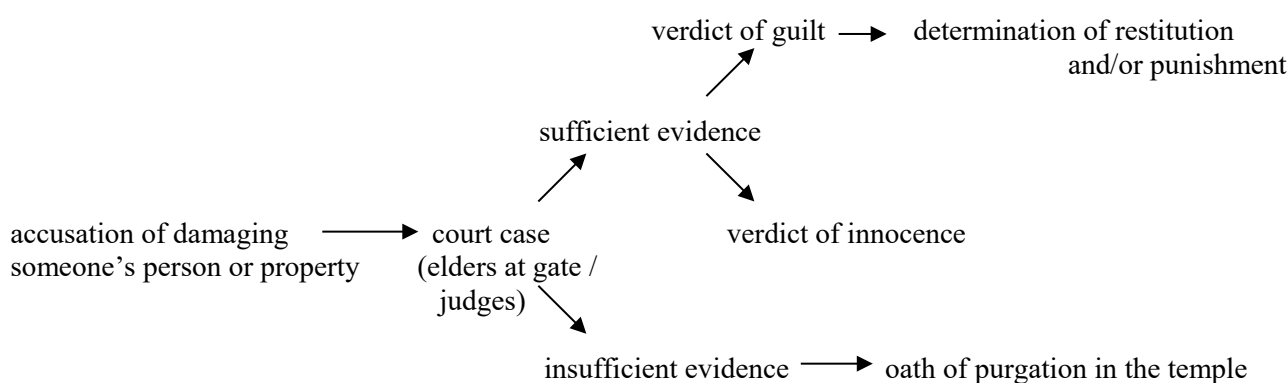 verdict of guilt
determination of restitution
and/or punishment
sufficient evidence
accusation of damaging
someone’s person or property
court case
(elders at gate /
judges)
verdict of innocence
insufficient evidence
oath of purgation in the temple